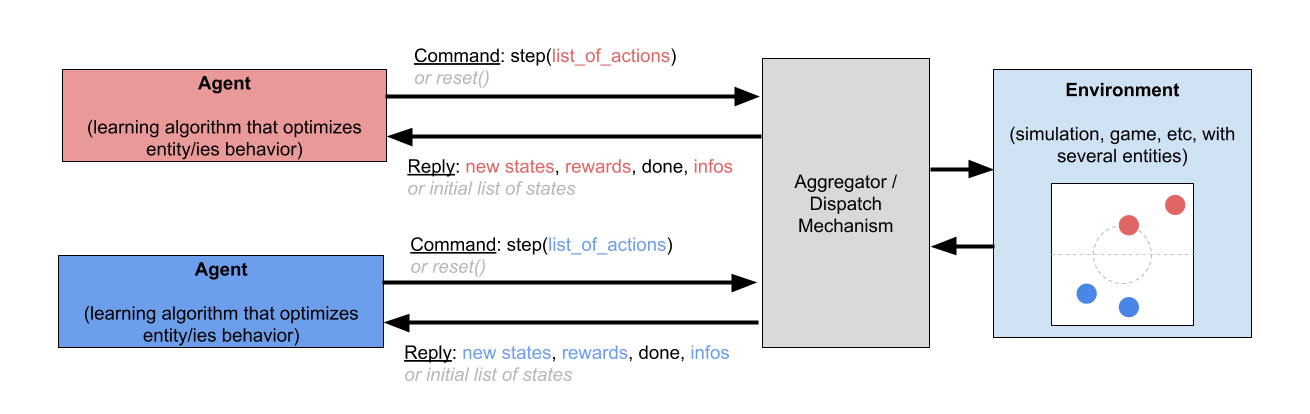 Command: step(list_of_actions)
or reset()
Agent
(learning algorithm that optimizes
entity/ies behavior)
Reply: new states, rewards, done, infos
or initial list of states
Command: step(list_of_actions)
or reset()
Agent
(learning algorithm that optimizes
entity/ies behavior)
Reply: new states, rewards, done, infos
or initial list of states
Aggregator /
Dispatch
Mechanism
Environment
(simulation, game, etc, with
several entities)